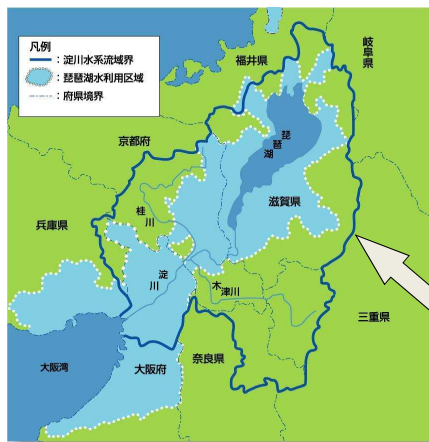 凡例
:淀川水系流域界
:琵琶湖水利用区域
:府県境界
福井県
岐阜県
京都府
琵琶湖
滋賀県
兵庫県
桂川
淀川
木津川
三重県
大阪湾
大阪府
奈良県